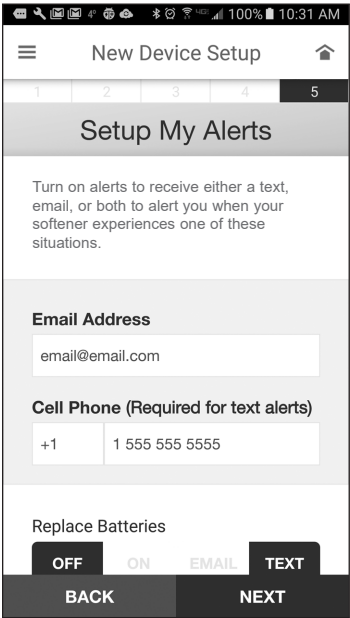 4° 4G 100% 10:31 AM
New Device Setup
1 2 3 4 5
Setup My Alerts
Turn on alerts to receive either a text,
email, or both to alert you when your
softener experiences one of these
situations.
Email Address
email@email.com
Cell Phone (Required for text alerts)
+1 1 555 555 5555
Replace Batteries
OFF ON EMAIL TEXT
BACK NEXT